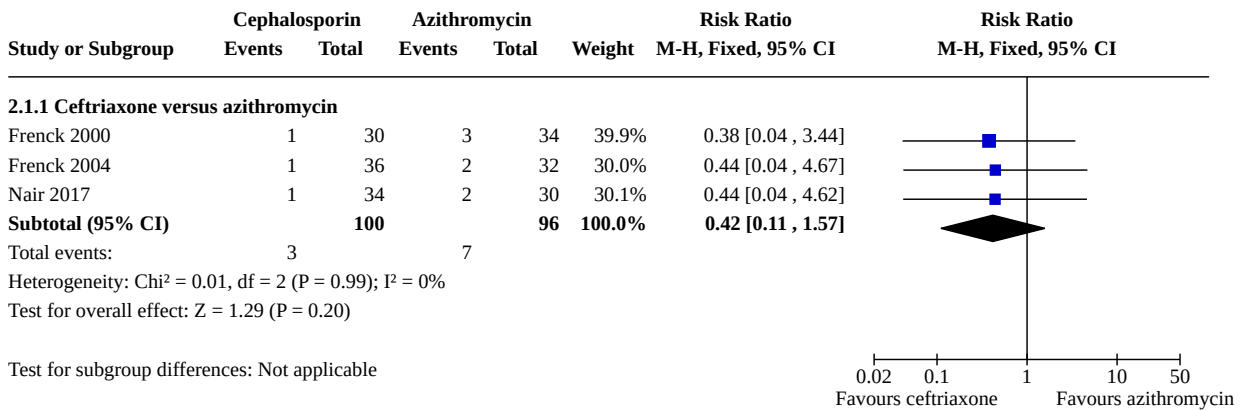 Cephalosporin Azithromycin Risk Ratio Risk Ratio
Study or Subgroup Events Total Events Total Weight M-H, Fixed, 95% CI M-H, Fixed, 95% CI
2.1.1 Ceftriaxone versus azithromycin
Frenck 2000 1 30 3 34 39.9% 0.38 [0.04 , 3.44]
Frenck 2004 1 36 2 32 30.0% 0.44 [0.04 , 4.67]
Nair 2017 1 34 2 30 30.1% 0.44 [0.04 , 4.62]
Subtotal (95% CI) 100 96 100.0% 0.42 [0.11 , 1.57]
Total events: 3 7
Heterogeneity: Chi² = 0.01, df = 2 (P = 0.99); I² = 0%
Test for overall effect: Z = 1.29 (P = 0.20)
Test for subgroup differences: Not applicable
0.02 0.1 1 10 50
Favours ceftriaxone Favours azithromycin